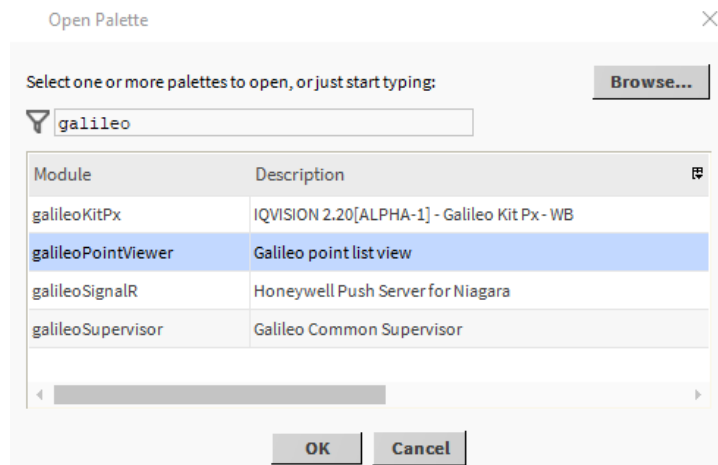 Open Palette
Select one or more palettes to open, or just start typing:
Browse...
galileo
Module Description
galileoKitPx IQVISION 2.20[ALPHA-1] - Galileo Kit Px - WB
galileoPointViewer Galileo point list view
galileoSignalR Honeywell Push Server for Niagara
galileoSupervisor Galileo Common Supervisor
OK Cancel